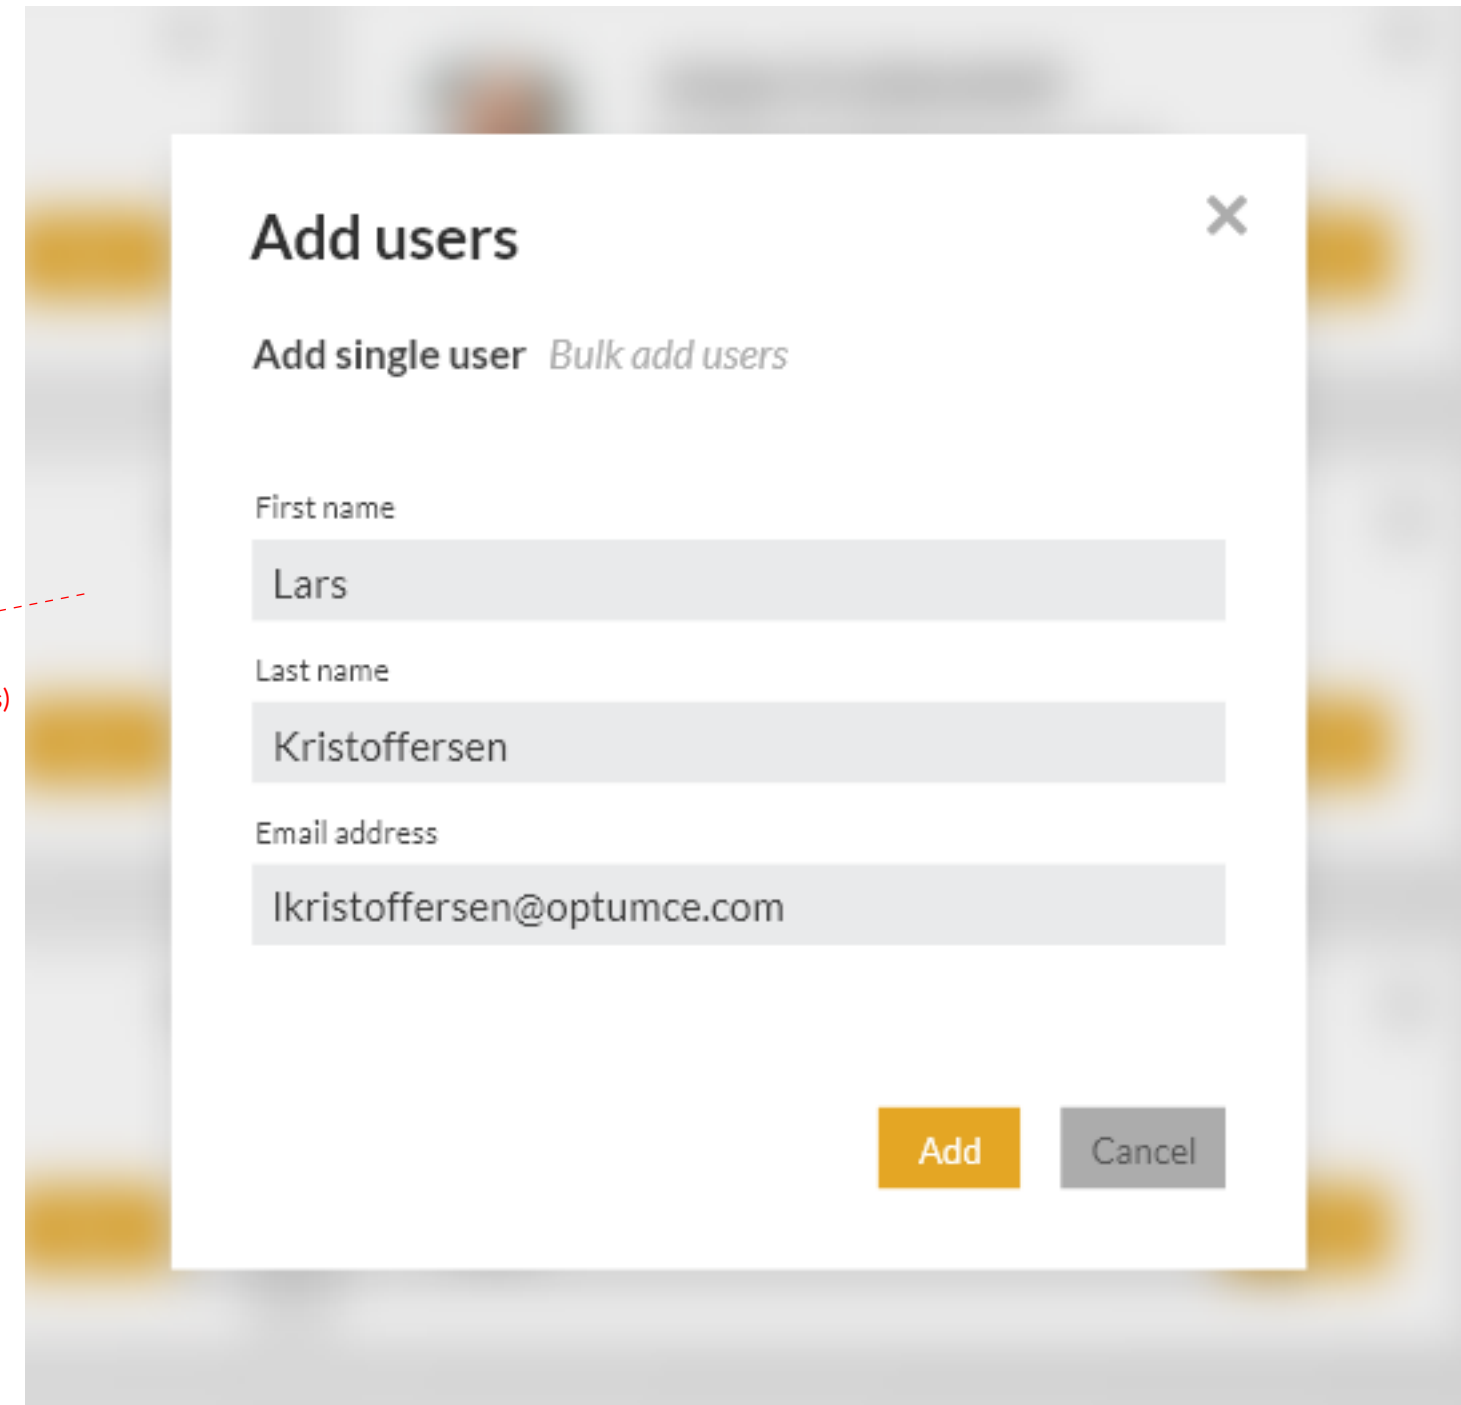 Add users
Add single user Bulk add users
First name
Lars
Last name
Kristoffersen
s)
Email address
lkristoffersen@optumce.com
Add Cancel